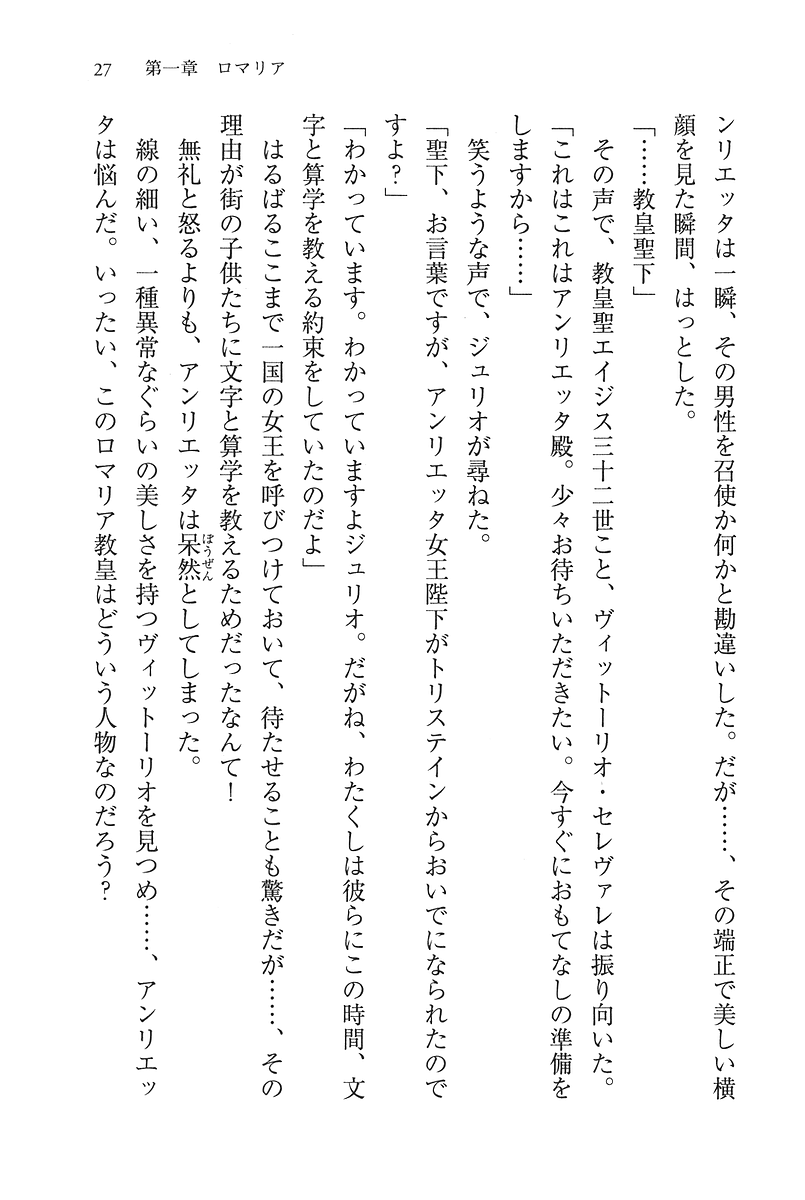 27　第一章　ロマリア
ンリエッタは一瞬、その男性を召使か何かと勘違いした。だが……、その端正で美しい横
顔を見た瞬間、はっとした。
「……教皇聖下」
その声で、教皇聖エイジス三十二世こと、ヴィットーリオ・セレヴァレは振り向いた。
「これはこれはアンリエッタ殿。少々お待ちいただきたい。今すぐにおもてなしの準備を
しますから……」
笑うような声で、ジュリオが尋ねた。
「聖下、お言葉ですが、アンリエッタ女王陛下がトリステインからおいでになられたので
すよ？」
「わかっています。わかっていますよジュリオ。だがね、わたくしは彼らにこの時間、文
字と算学を教える約束をしていたのだよ」
はるばるここまで一国の女王を呼びつけておいて、待たせることも驚きだが……、その
理由が街の子供たちに文字と算学を教えるためだったなんて！
無礼と怒るよりも、アンリエッタは呆然ぼうぜんとしてしまった。
線の細い、一種異常なぐらいの美しさを持つヴィットーリオを見つめ……、アンリエッ
タは悩んだ。いったい、このロマリア教皇はどういう人物なのだろう？